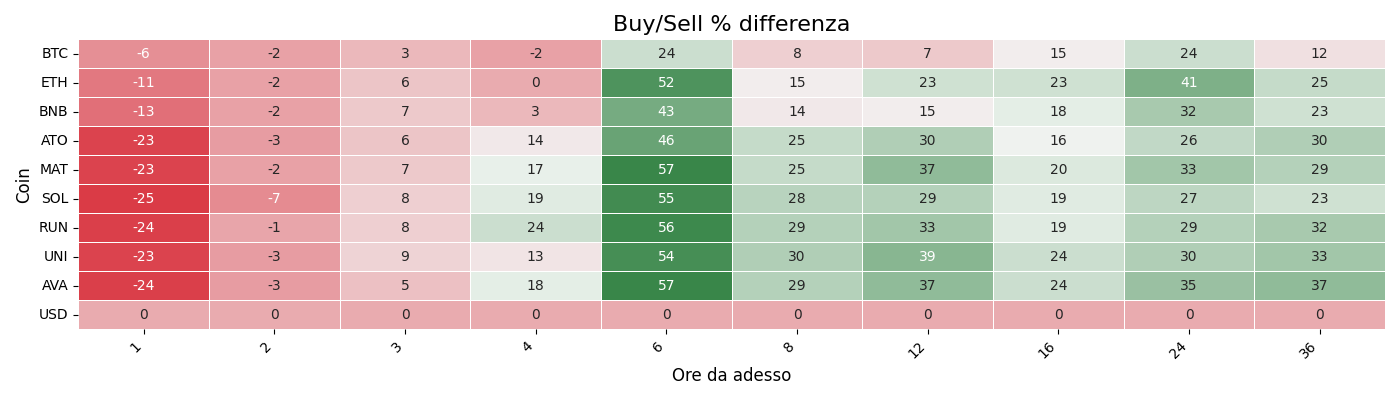 Buy/Sell % differenza
Coin
BTC -6 -2 3 -2 24 8 7 15 24 12
ETH -11 -2 6 0 52 15 23 23 41 25
BNB -13 -2 7 3 43 14 15 18 32 23
ATO -23 -3 6 14 46 25 30 16 26 30
MAT -23 -2 7 17 57 25 37 20 33 29
SOL -25 -7 8 19 55 28 29 19 27 23
RUN -24 -1 8 24 56 29 33 19 29 32
UNI -23 -3 9 13 54 30 39 24 30 33
AVA -24 -3 5 18 57 29 37 24 35 37
USD 0 0 0 0 0 0 0 0 0 0
1 2 3 4 6 8 12 16 24 36
Ore da adesso